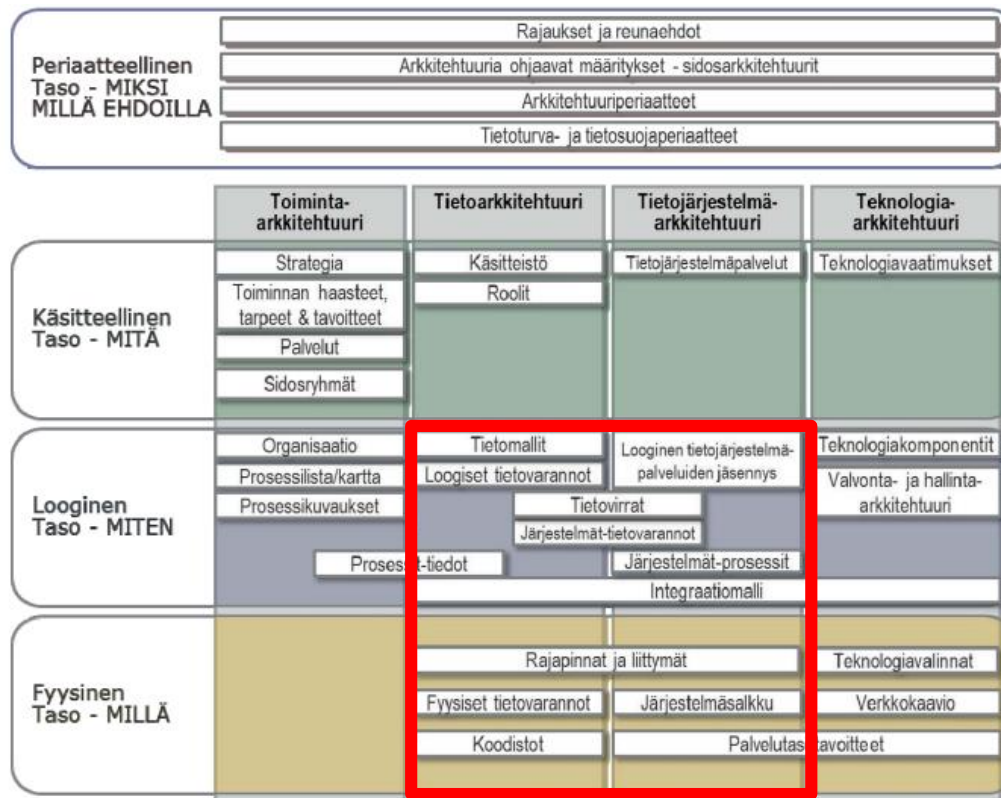 Periaatteellinen
Taso - MIKSI
MILLÄ EHDOILLA
Rajaukset ja reunaehdot
Arkkitehtuuria ohjaavat määritykset - sidosarkkitehtuurit
Arkkitehtuuriperiaatteet
Tietoturva- ja tietosuojaperiaatteet
Toiminta-
arkkitehtuuri
Tietoarkkitehtuuri
Tietojärjestelmä-
arkkitehtuuri
Teknologia-
arkkitehtuuri
Käsitteellinen
Taso - MITÄ
Strategia
Toiminnan haasteet,
tarpeet & tavoitteet
Palvelut
Sidosryhmät
Käsitteistö
Roolit
Tietojärjestelmäpalvelut
Teknologiavaatimukset
Looginen
Taso - MITEN
Organisaatio
Prosessilista/kartta
Prosessikuvaukset
Tietomallit
Loogiset tietovarannot
Looginen tietojärjestelmä-
palveluiden jäsennys
Teknologiakomponentit
Valvonta- ja hallinta-
arkkitehtuuri
Tietovirrat
Järjestelmät-tietovarannot
Prosessit-tiedot
Järjestelmät-prosessit
Integraatiomalli
Fyysinen
Taso - MILLÄ
Rajapinnat ja liittymät
Teknologiavalinnat
Fyysiset tietovarannot
Järjestelmäsalkku
Verkkokaavio
Koodistot
Palvelutasotavoitteet